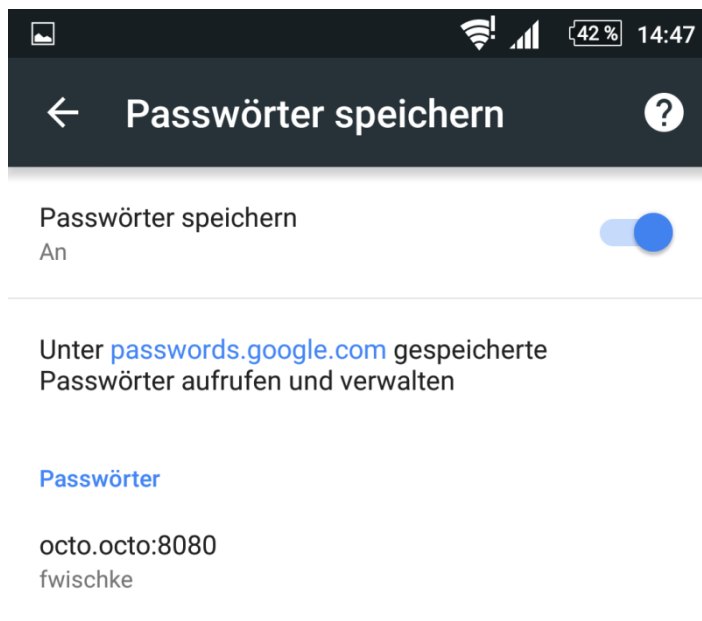 42 % 14:47
Passwörter speichern
Passwörter speichern
An
Unter passwords.google.com gespeicherte
Passwörter aufrufen und verwalten
Passwörter
octo.octo:8080
fwischke